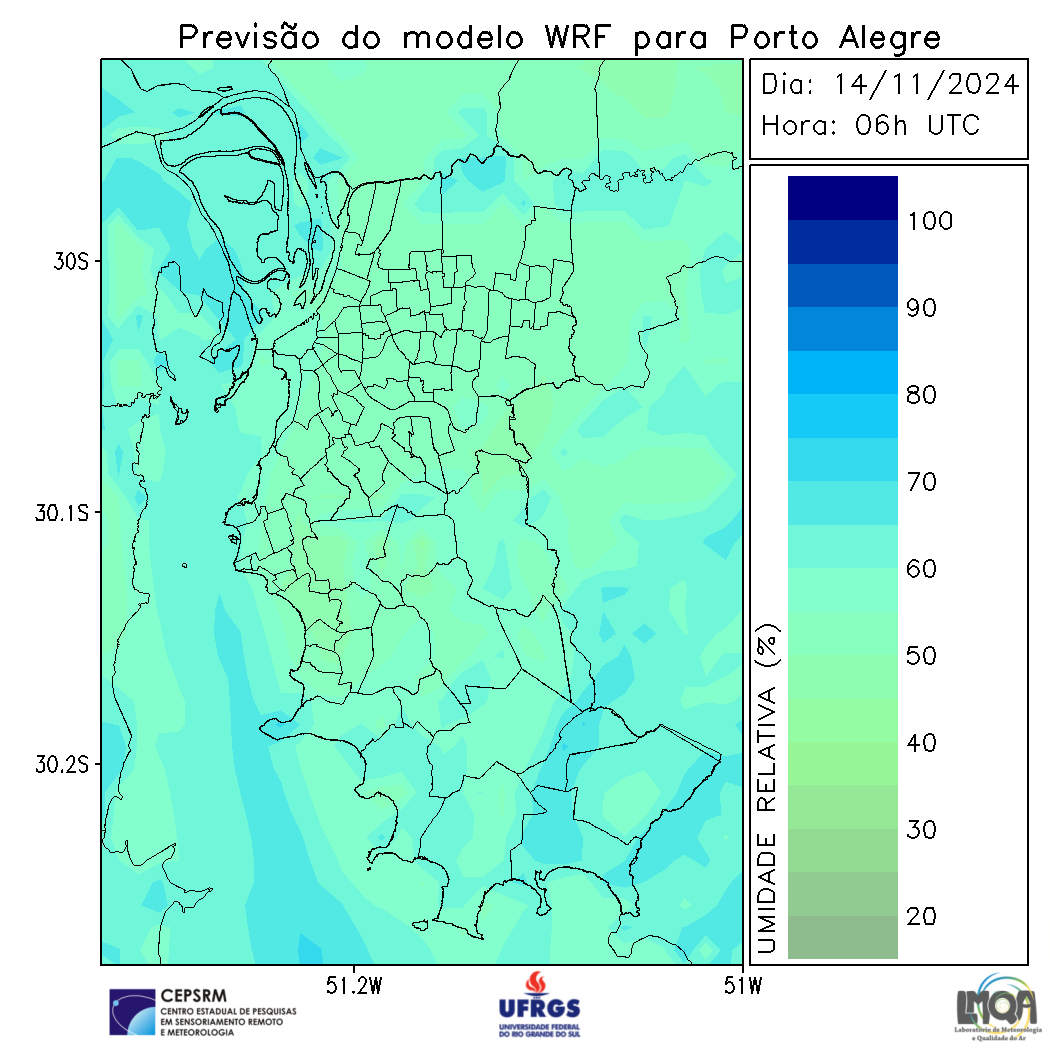 Previsão do modelo WRF para Porto Alegre
Dia: 14/11/2024
Hora: 06h UTC
100
90
80
70
60
50
40
30
20
UMIDADE RELATIVA (%)
30S
30.1S
30.2S
51.2W
51W
CEPSRM
CENTRO ESTADUAL DE PESQUISAS
EM SENSORIAMENTO REMOTO
E METEOROLOGIA
UFRGS
UNIVERSIDADE FEDERAL
DO RIO GRANDE DO SUL
LMQA
Laboratório de Meteorologia
e Qualidade do Ar